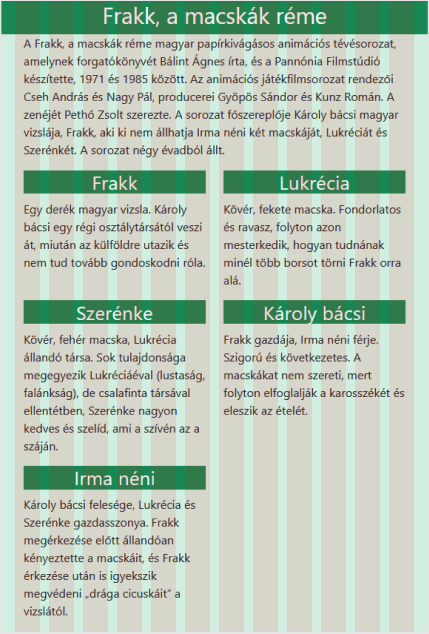 Frakk, a macskák réme
A Frakk, a macskák réme magyar papírkivágásos animációs tévésorozat,
amelynek forgatókönyvét Bálint Ágnes írta, és a Pannónia Filmstúdió
készítette, 1971 és 1985 között. Az animációs játékfilmsorozat rendezői
Cseh András és Nagy Pál, producerei Gyöpös Sándor és Kunz Román. A
zenéjét Pethő Zsolt szerezte. A sorozat főszereplője Károly bácsi magyar
vizslája, Frakk, aki ki nem állhatja Irma néni két macskáját, Lukréciát és
Szerénkét. A sorozat négy évadból állt.
Frakk
Egy derék magyar vizsla. Károly
bácsi egy régi osztálytársától veszi
át, miután az külföldre utazik és
nem tud tovább gondoskodni róla.
Lukrécia
Kövér, fekete macska. Fondorlatos
és ravasz, folyton azon
mesterkedik, hogyan tudnának
minél több borsot törni Frakk orra
alá.
Szerénke
Kövér, fehér macska, Lukrécia
állandó társa. Sok tulajdonsága
megegyezik Lukréciáéval (lustaság,
falánkság), de csalafinta társával
ellentétben, Szerénke nagyon
kedves és szelíd, ami a szívén az a
száján.
Károly bácsi
Frakk gazdája, Irma néni férje.
Szigorú és következetes. A
macskákat nem szereti, mert
folyton elfoglalják a karosszékét és
eleszik az ételét.
Irma néni
Károly bácsi felesége, Lukrécia és
Szerénke gazdasszonya. Frakk
megérkezése előtt állandóan
kényeztette a macskáit, és Frakk
érkezése után is igyekszik
megvédeni „drága cicuskáit” a
vizslától.